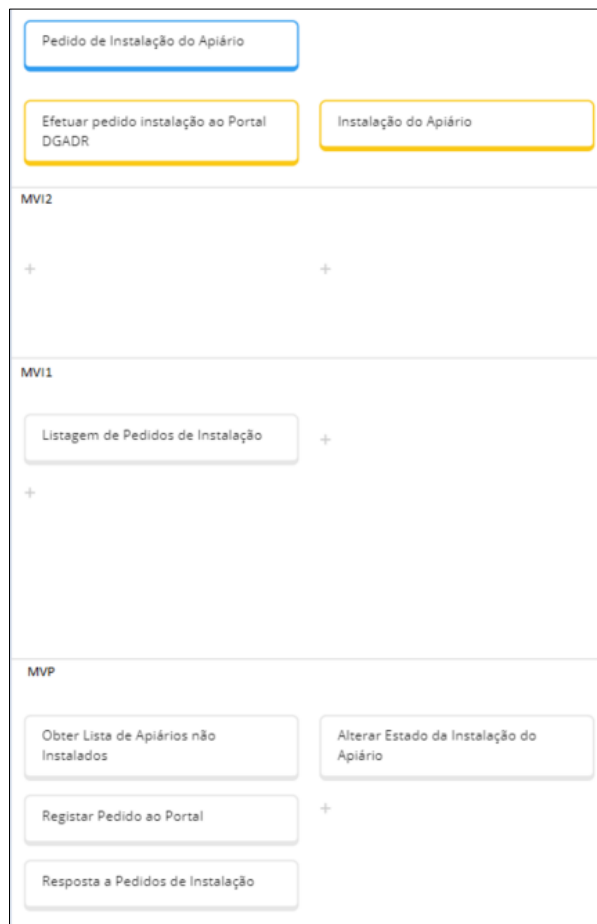 Pedido de Instalação do Apiário
Efetuar pedido instalação ao Portal
DGADR
Instalação do Apiário
MVI2
+
+
MVI1
Listagem de Pedidos de Instalação
+
+
MVP
Obter Lista de Apiários não
Instalados
Alterar Estado da Instalação do
Apiário
Registar Pedido ao Portal
+
Resposta a Pedidos de Instalação